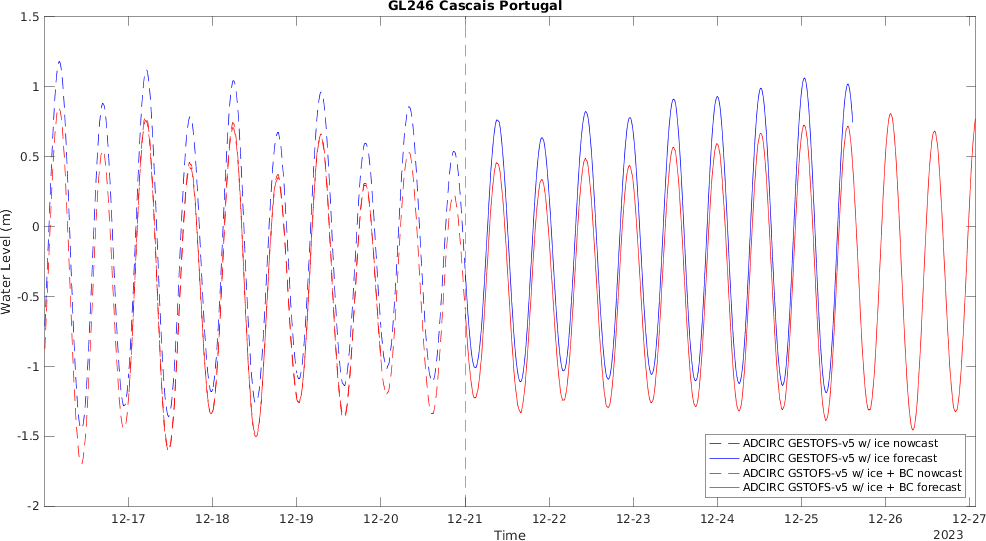 GL246 Cascais Portugal
1.5
1
0.5
0
-0.5
-1
-1.5
-2
Water Level (m)
12-17 12-18 12-19 12-20 12-21 12-22 12-23 12-24 12-25 12-26 12-27
Time
2023
ADCIRC GESTOFS-v5 w/ ice nowcast
ADCIRC GESTOFS-v5 w/ ice forecast
ADCIRC GSTOFS-v5 w/ ice + BC nowcast
ADCIRC GSTOFS-v5 w/ ice + BC forecast